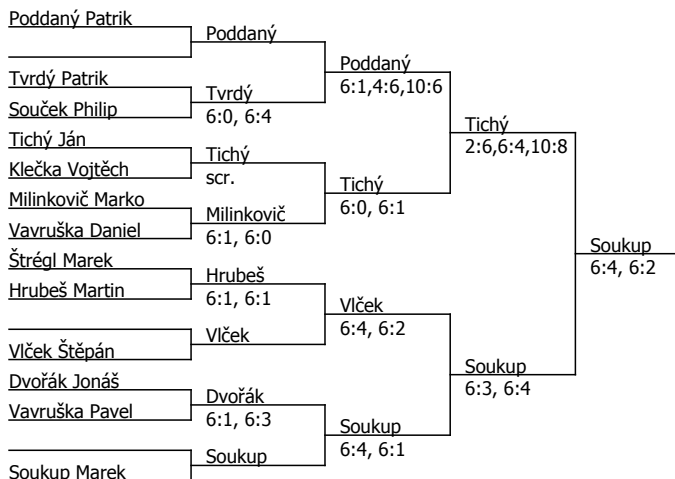 Poddaný Patrik
Tvrdý Patrik
Souček Philip
Tichý Ján
Klečka Vojtěch
Milinkovič Marko
Vavruška Daniel
Štrégl Marek
Hrubeš Martin
Vlček Štěpán
Dvořák Jonáš
Vavruška Pavel
Soukup Marek
Poddaný
Tvrdý
6:0, 6:4
Tichý
scr.
Milinkovič
6:1, 6:0
Hrubeš
6:1, 6:1
Vlček
Dvořák
6:1, 6:3
Soukup
Poddaný
6:1,4:6,10:6
Tichý
6:0, 6:1
Vlček
6:4, 6:2
Soukup
6:4, 6:1
Tichý
2:6,6:4,10:8
Soukup
6:3, 6:4
Soukup
6:4, 6:2